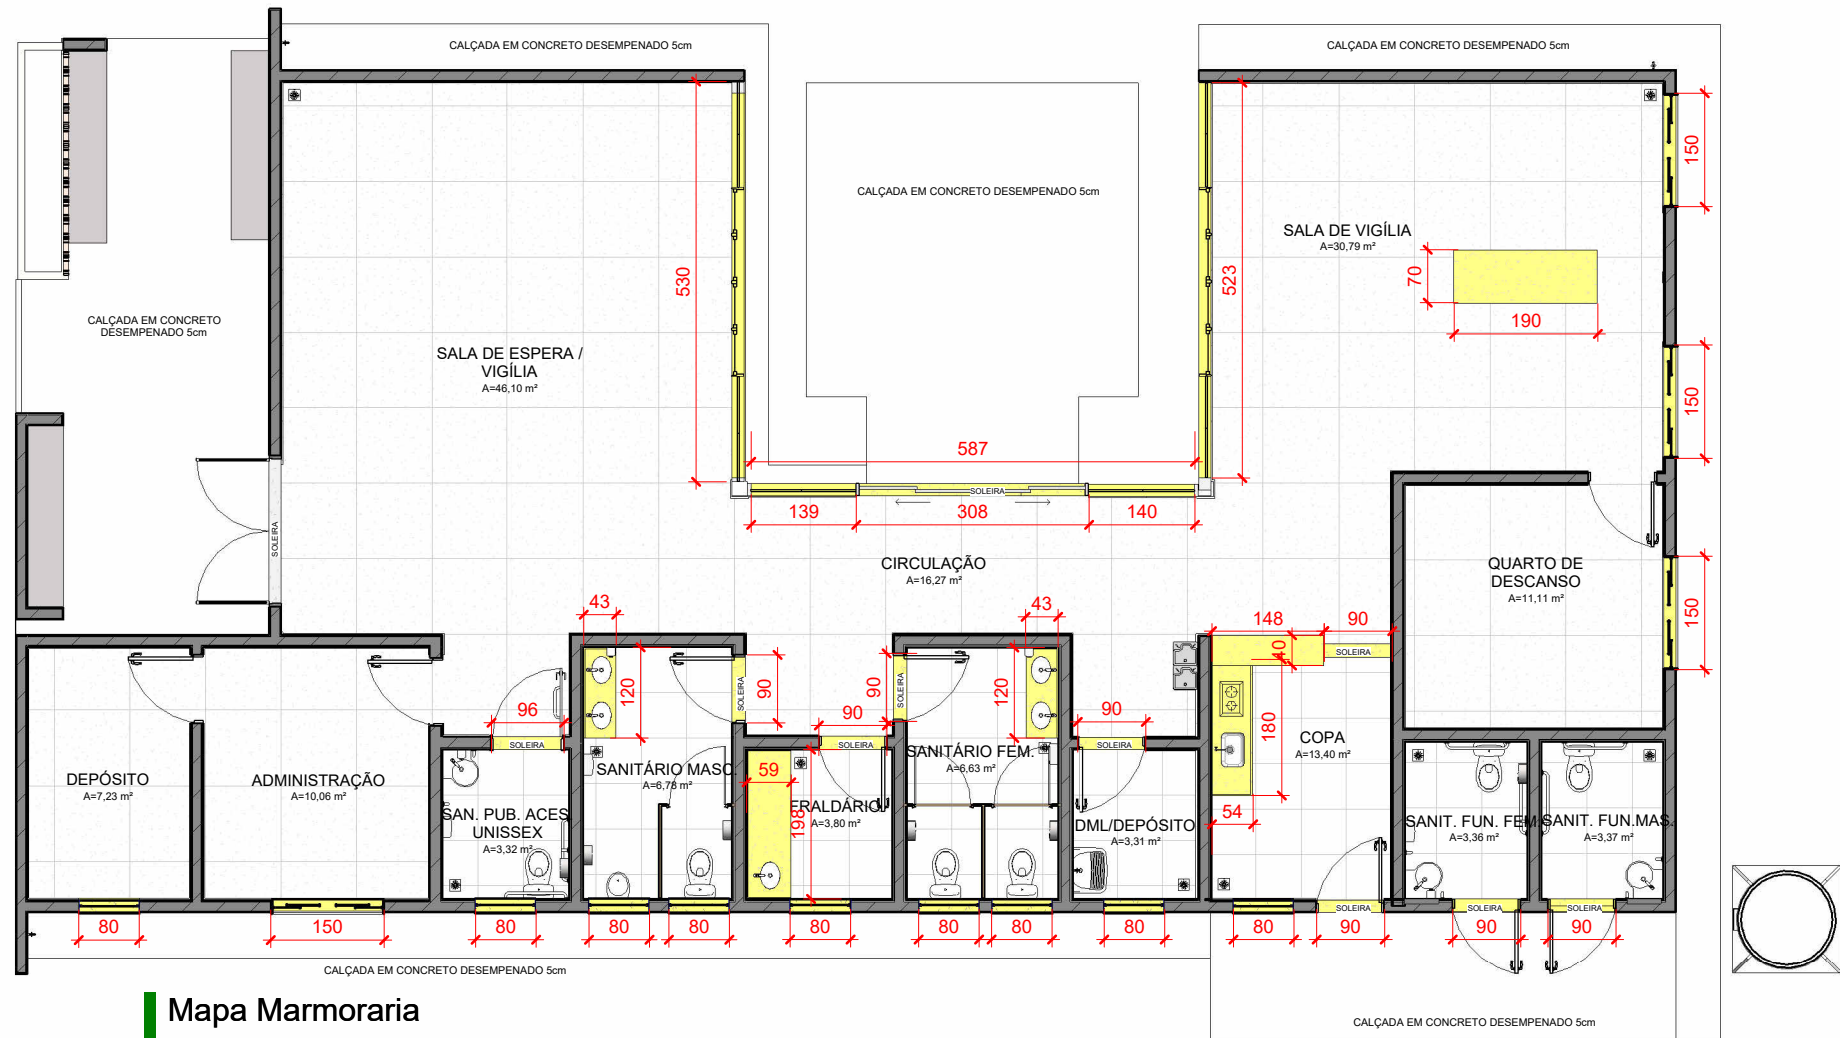 CALÇADA EM CONCRETO DESEMPENADO 5cm
CALÇADA EM CONCRETO DESEMPENADO 5cm
CALÇADA EM CONCRETO DESEMPENADO 5cm
CALÇADA EM CONCRETO
DESEMPENADO 5cm
SALA DE ESPERA /
VIGÍLIA
A=46,10 m²
530
523
SALA DE VIGÍLIA
A=30,79 m²
70
190
150
150
150
587
SOLEIRA
139
308
140
SOLEIRA
CIRCULAÇÃO
A=16,27 m²
QUARTO DE
DESCANSO
A=11,11 m²
43
43
148
90
40
SOLEIRA
120
SOLEIRA
90
90
SOLEIRA
120
96
SOLEIRA
90
SOLEIRA
90
SOLEIRA
180
54
COPA
A=13,40 m²
DEPÓSITO
A=7,23 m²
ADMINISTRAÇÃO
A=10,06 m²
SAN. PUB. ACES
UNISSEX
A=3,32 m²
SANITÁRIO MASC.
A=6,78 m²
59
198
FRALDÁRIO
A=3,80 m²
SANITÁRIO FEM.
A=6,63 m²
DML/DEPÓSITO
A=3,31 m²
SANIT. FUN. FEM.
A=3,36 m²
SANIT. FUN.MAS.
A=3,37 m²
SOLEIRA
SOLEIRA
SOLEIRA
80
150
80
80
80
80
80
80
80
80
90
90
90
CALÇADA EM CONCRETO DESEMPENADO 5cm
CALÇADA EM CONCRETO DESEMPENADO 5cm
Mapa Marmoraria